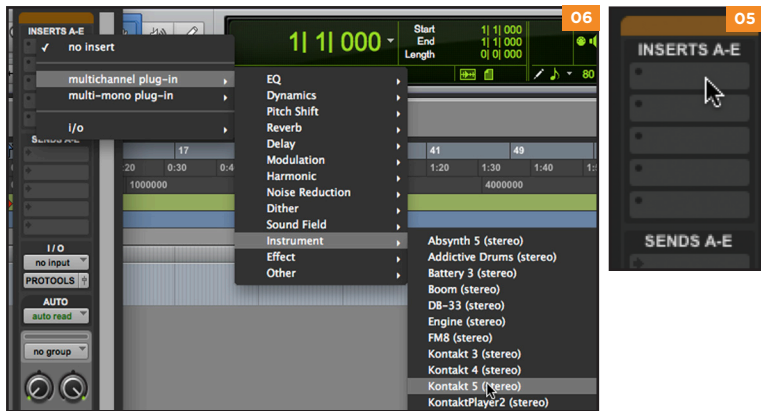 06
INSERTS A-E
✓ no insert
multichannel plug-in
multi-mono plug-in
i/o
1| 1| 000
Start 1| 1| 000
End 1| 1| 000
Length 0| 0| 000
80
EQ
Dynamics
Pitch Shift
Reverb
Delay
Modulation
Harmonic
Noise Reduction
Dither
Sound Field
Instrument
Effect
Other
Absynth 5 (stereo)
Addictive Drums (stereo)
Battery 3 (stereo)
Boom (stereo)
DB-33 (stereo)
Engine (stereo)
FM8 (stereo)
Kontakt 3 (stereo)
Kontakt 4 (stereo)
Kontakt 5 (stereo)
KontaktPlayer2 (stereo)
17
41
49
:20
0:30
0:4
1:20
1:30
1:40
1:
1000000
4000000
SENDS A-E
I / O
no input
PROTOOLS
AUTO
auto read
no group
05
INSERTS A-E
SENDS A-E